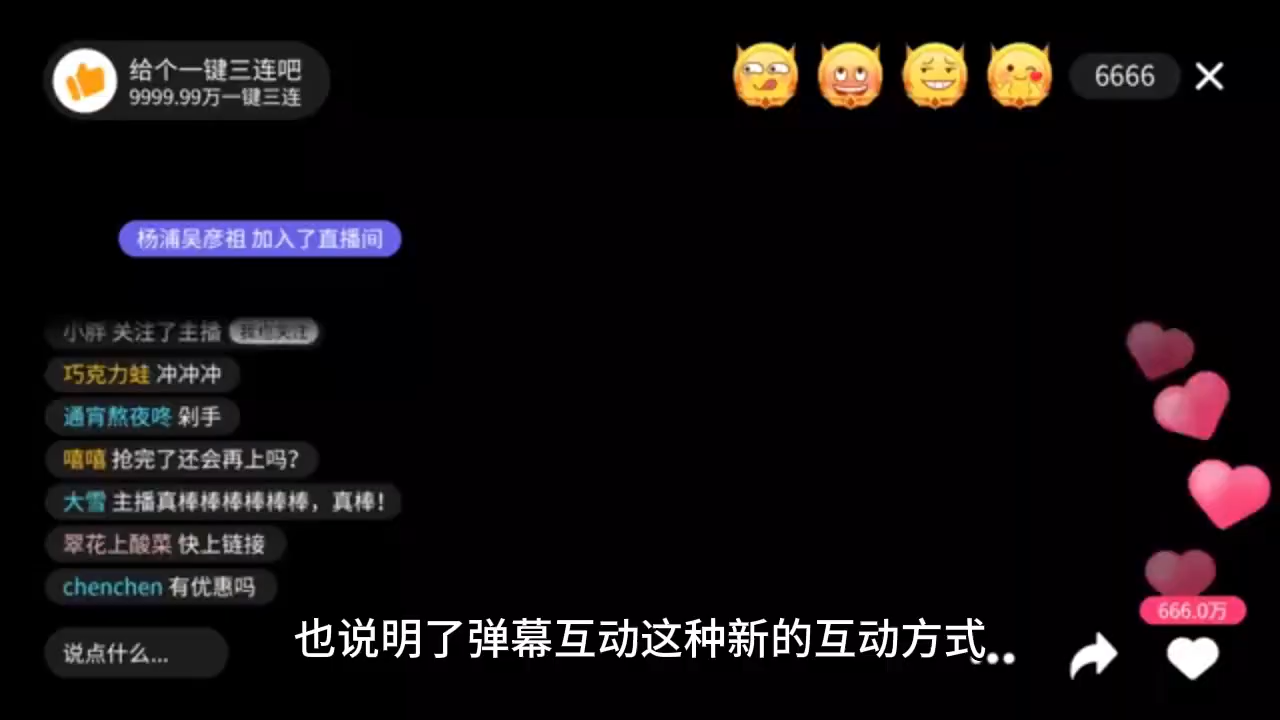 给个一键三连吧
9999.99万一键三连
6666
杨浦吴彦祖 加入了直播间
小胖 关注了主播
巧克力蛙 冲冲冲
通宵熬夜咚 剁手
嘻嘻 抢完了还会再上吗？
大雪 主播真棒棒棒棒棒棒，真棒！
翠花上酸菜 快上链接
chenchen 有优惠吗
666.0万
说点什么...
也说明了弹幕互动这种新的互动方式